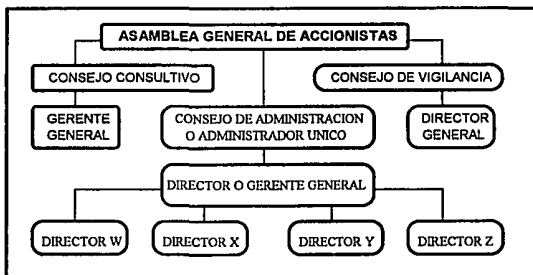 ASAMBLEA GENERAL DE ACCIONISTAS
CONSEJO CONSULTIVO
CONSEJO DE VIGILANCIA
GERENTE
GENERAL
CONSEJO DE ADMINISTRACION
O ADMINISTRADOR UNICO
DIRECTOR
GENERAL
DIRECTOR O GERENTE GENERAL
DIRECTOR W
DIRECTOR X
DIRECTOR Y
DIRECTOR Z